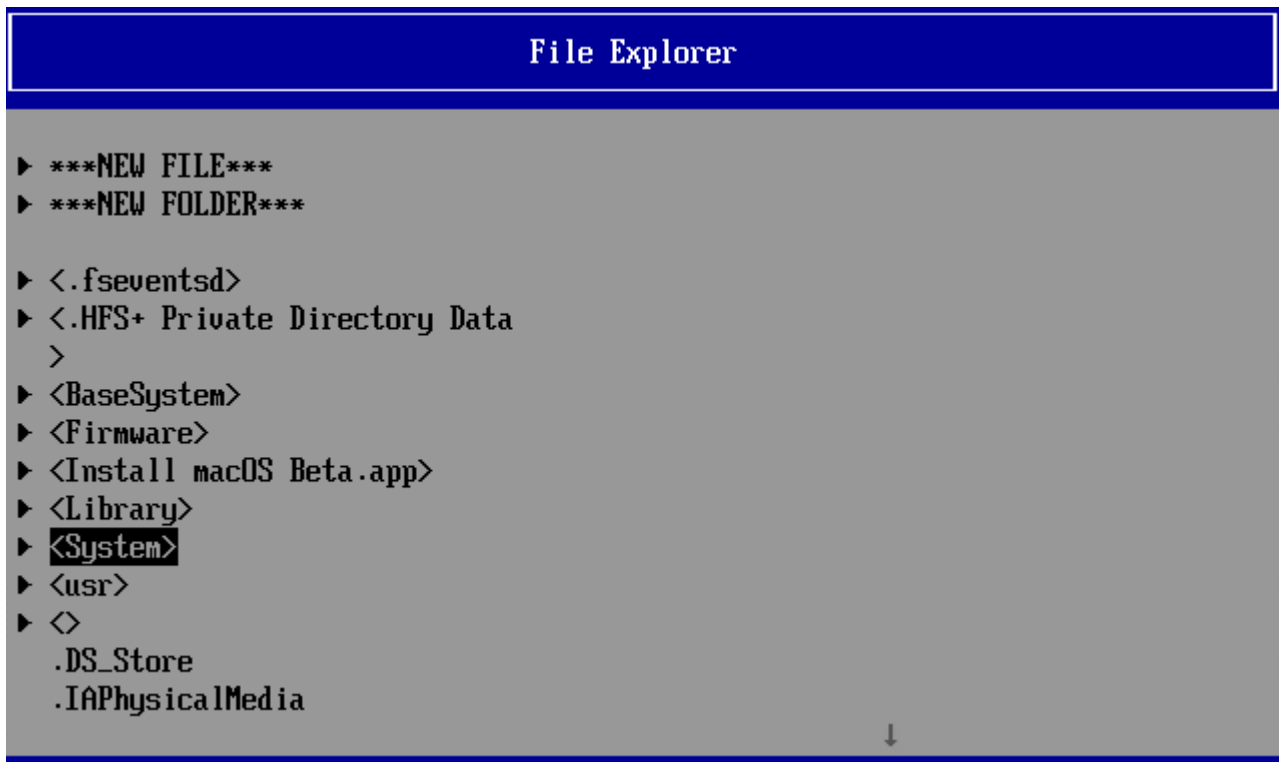 File Explorer
***NEW FILE***
***NEW FOLDER***
<.fseventsd>
<.HFS+ Private Directory Data
>
<BaseSystem>
<Firmware>
<Install macOS Beta.app>
<Library>
<System>
<usr>
<>
.DS_Store
.IAPhysicalMedia